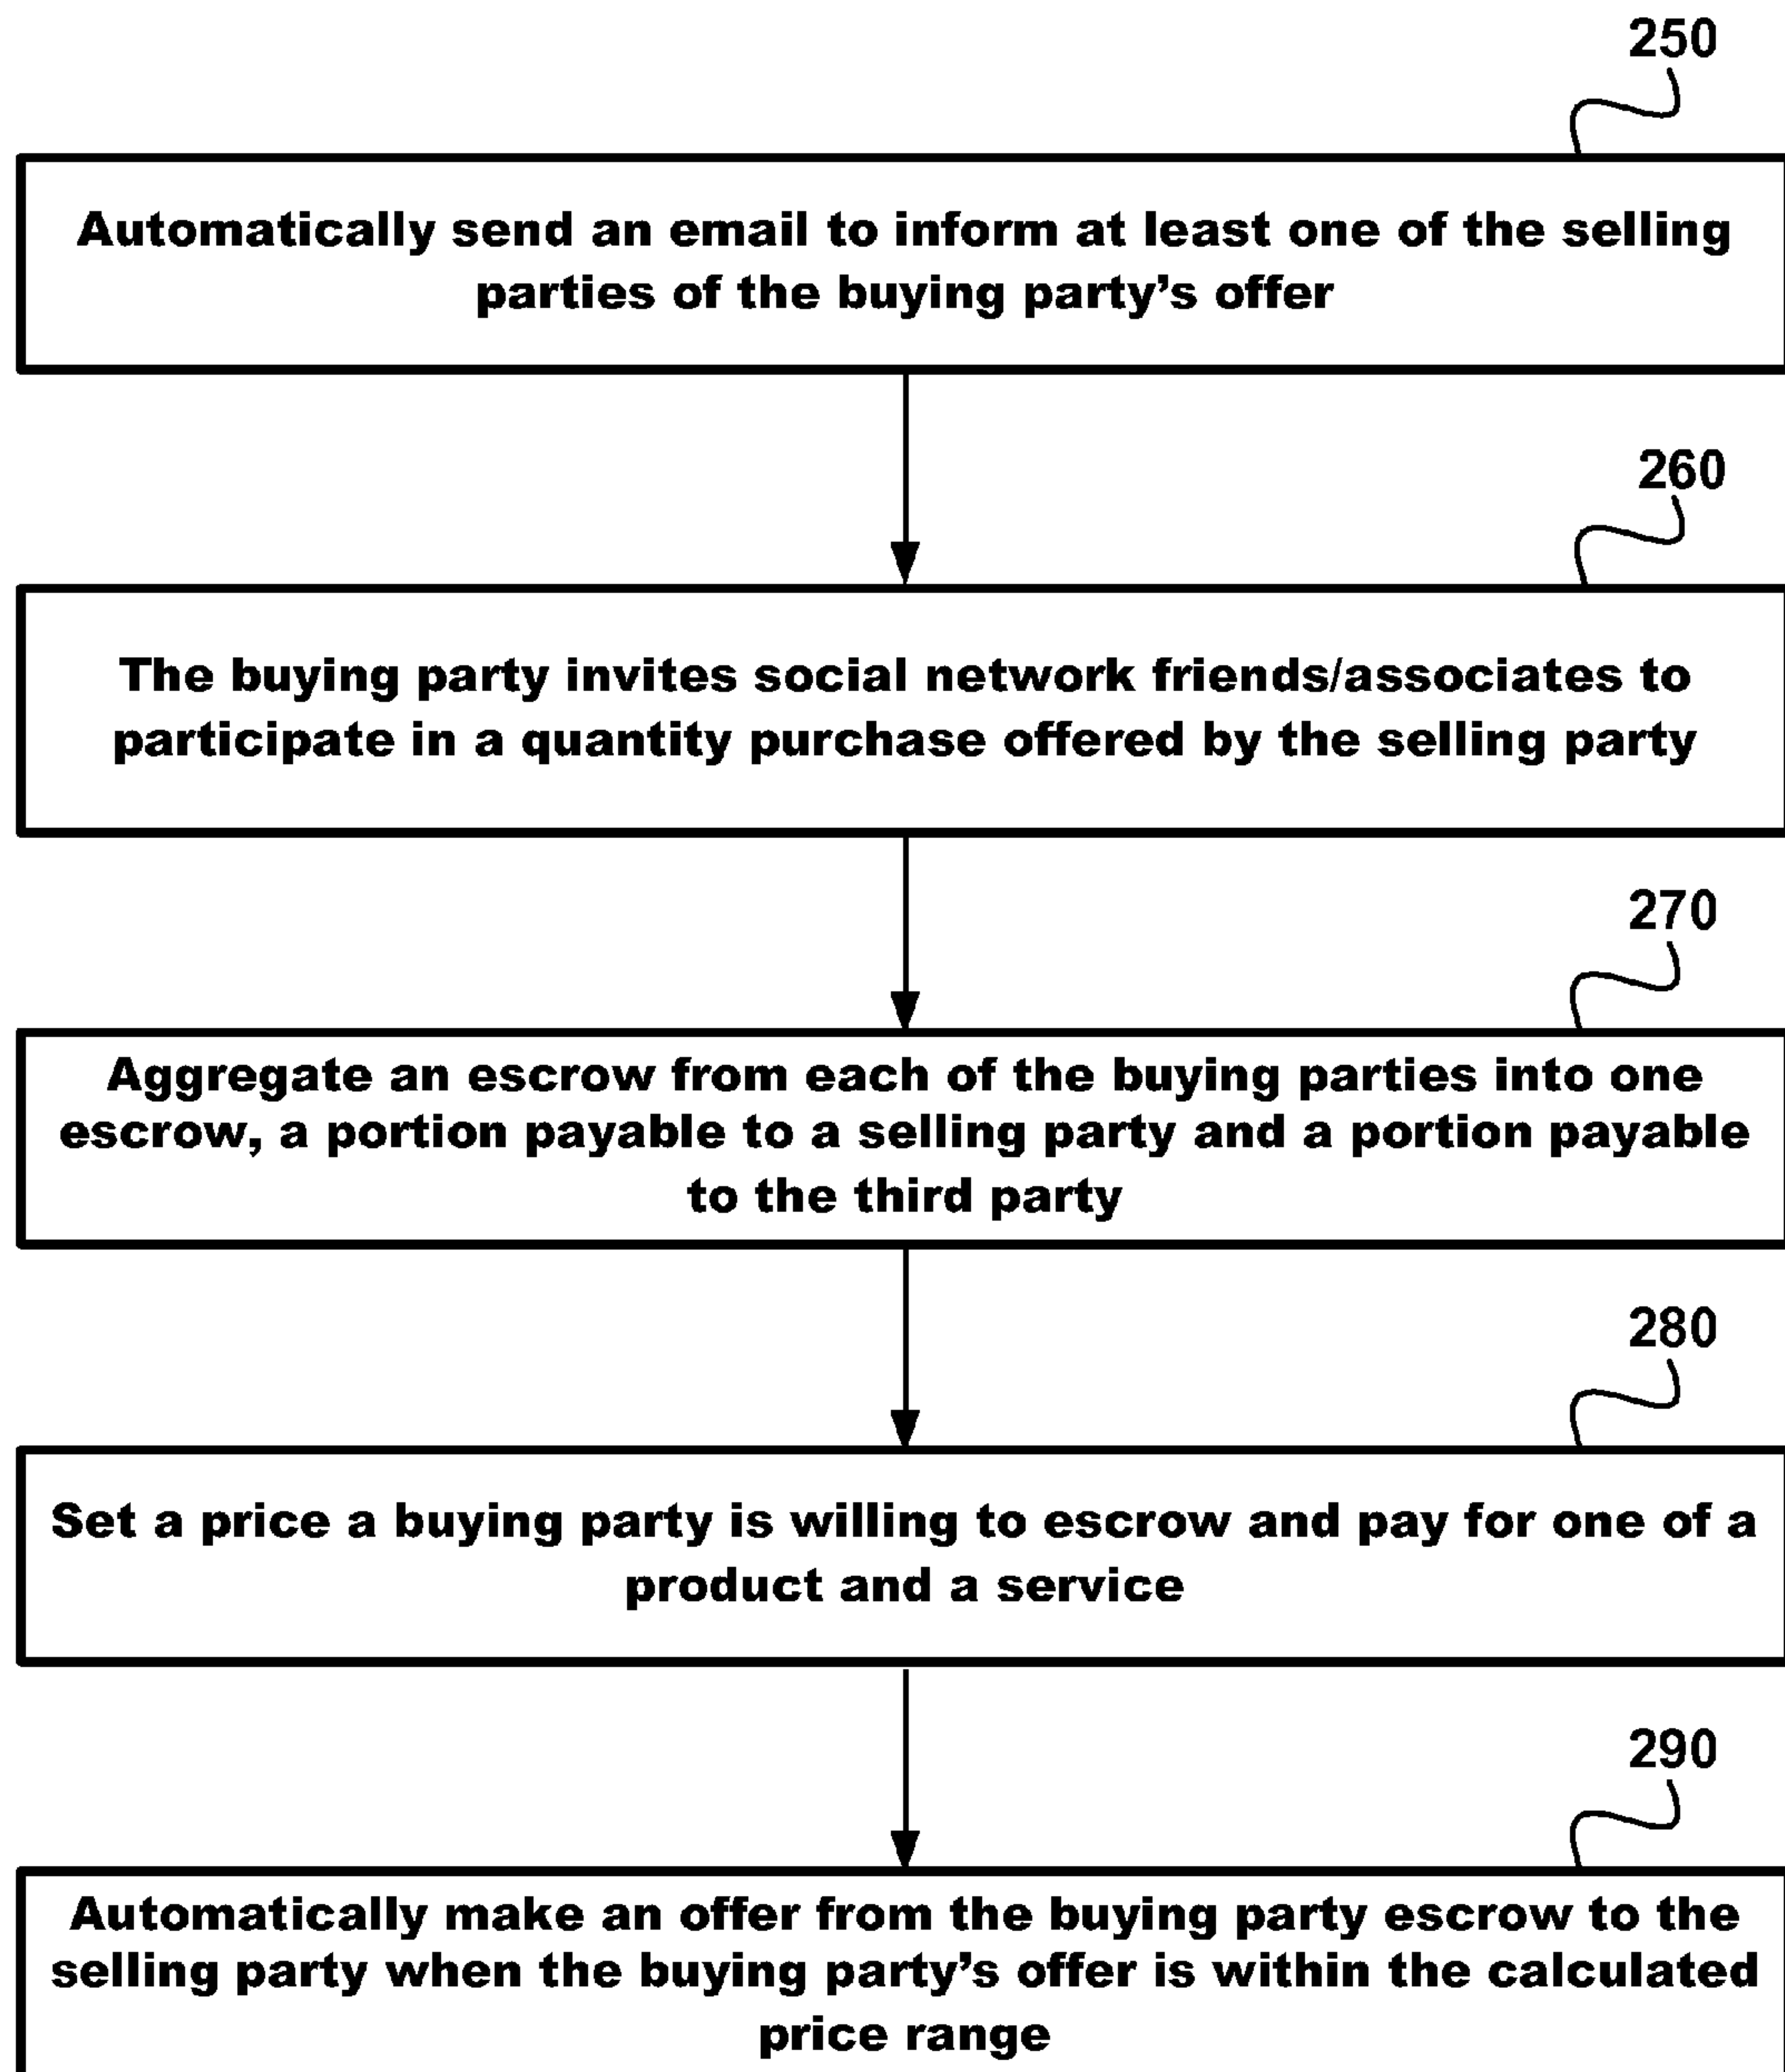 250
Automatically send an email to inform at least one of the selling
parties of the buying party’s offer
260
The buying party invites social network friends/associates to
participate in a quantity purchase offered by the selling party
270
Aggregate an escrow from each of the buying parties into one
escrow, a portion payable to a selling party and a portion payable
to the third party
280
Set a price a buying party is willing to escrow and pay for one of a
product and a service
290
Automatically make an offer from the buying party escrow to the
selling party when the buying party’s offer is within the calculated
price range